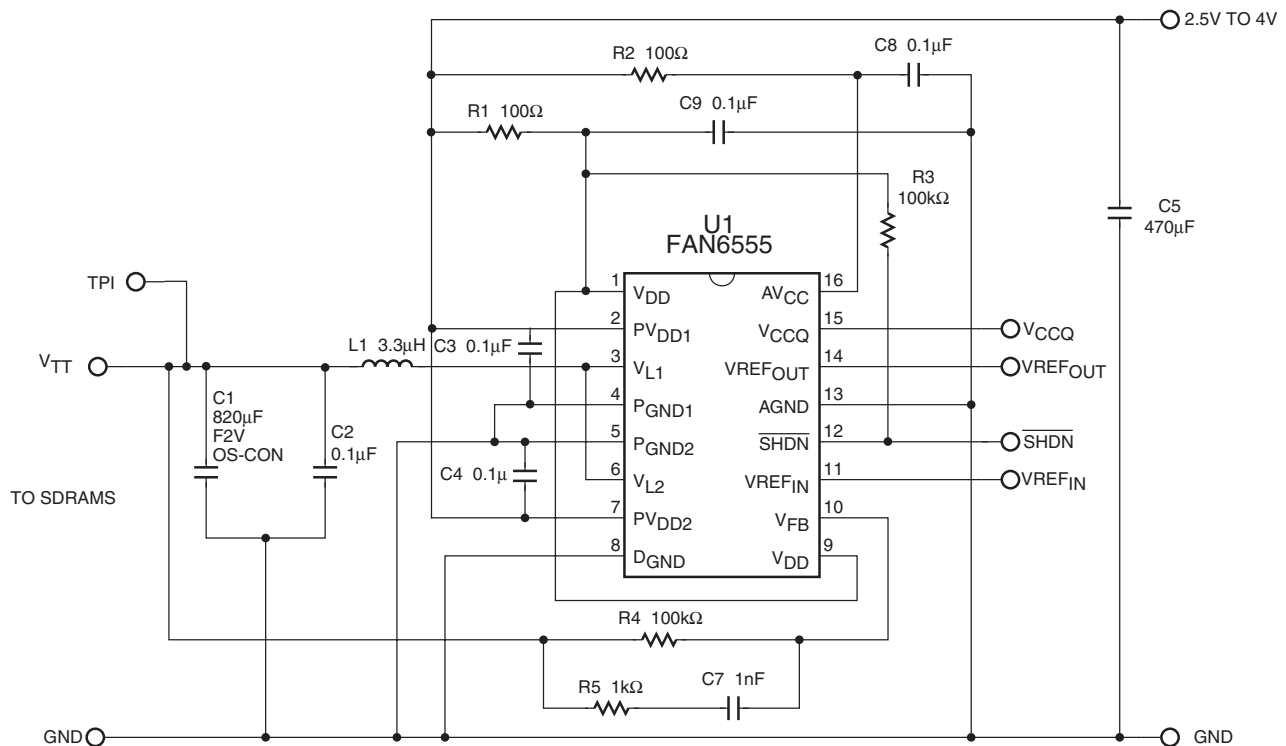 2.5V TO 4V
R2 100Ω
C8 0.1µF
R1 100Ω
C9 0.1µF
R3
100kΩ
C5
470µF
U1
FAN6555
TPI
VTT
L1 3.3µH
C3 0.1µF
C1
820µF
F2V
OS-CON
C2
0.1µF
C4 0.1µ
TO SDRAMS
1 VDD
2 PVDD1
3 VL1
4 PGND1
5 PGND2
6 VL2
7 PVDD2
8 DGND
16 AVCC
15 VCCQ
14 VREFOUT
13 AGND
12 SHDN
11 VREFIN
10 VFB
9 VDD
VCCQ
VREFOUT
SHDN
VREFIN
R4 100kΩ
R5 1kΩ
C7 1nF
GND
GND